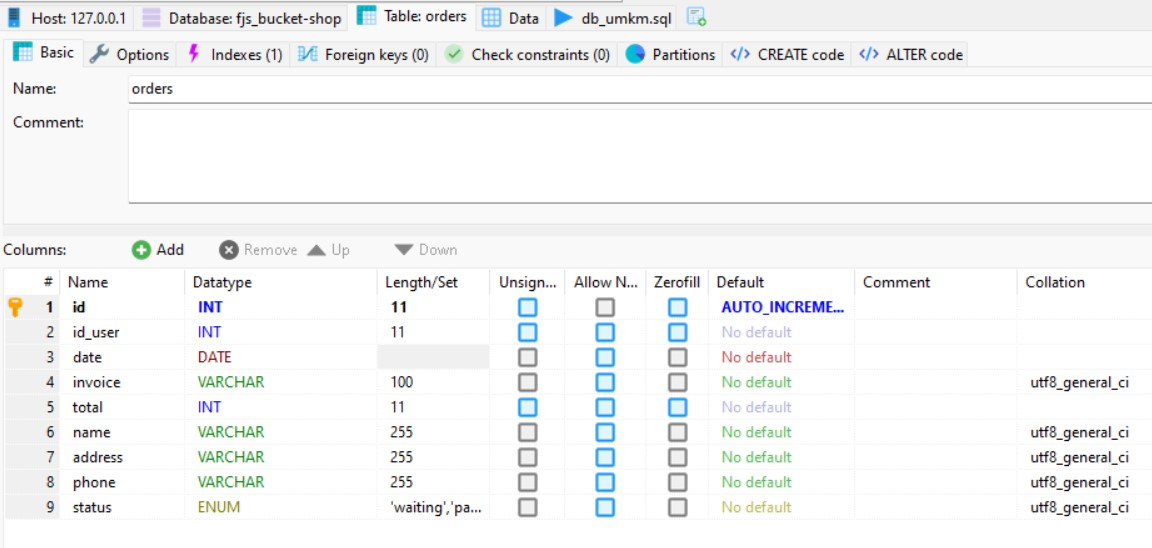 Host: 127.0.0.1 Database: fjs_bucket-shop Table: orders Data db_umkm.sql
Basic Options Indexes (1) Foreign keys (0) Check constraints (0) Partitions </> CREATE code </> ALTER code
Name: orders
Comment:
Columns: Add Remove Up Down
# Name Datatype Length/Set Unsign... Allow N... Zerofill Default Comment Collation
1 id INT 11 AUTO_INCREME...
2 id_user INT 11 No default
3 date DATE No default
4 invoice VARCHAR 100 No default utf8_general_ci
5 total INT 11 No default
6 name VARCHAR 255 No default utf8_general_ci
7 address VARCHAR 255 No default utf8_general_ci
8 phone VARCHAR 255 No default utf8_general_ci
9 status ENUM 'waiting','pa... No default utf8_general_ci